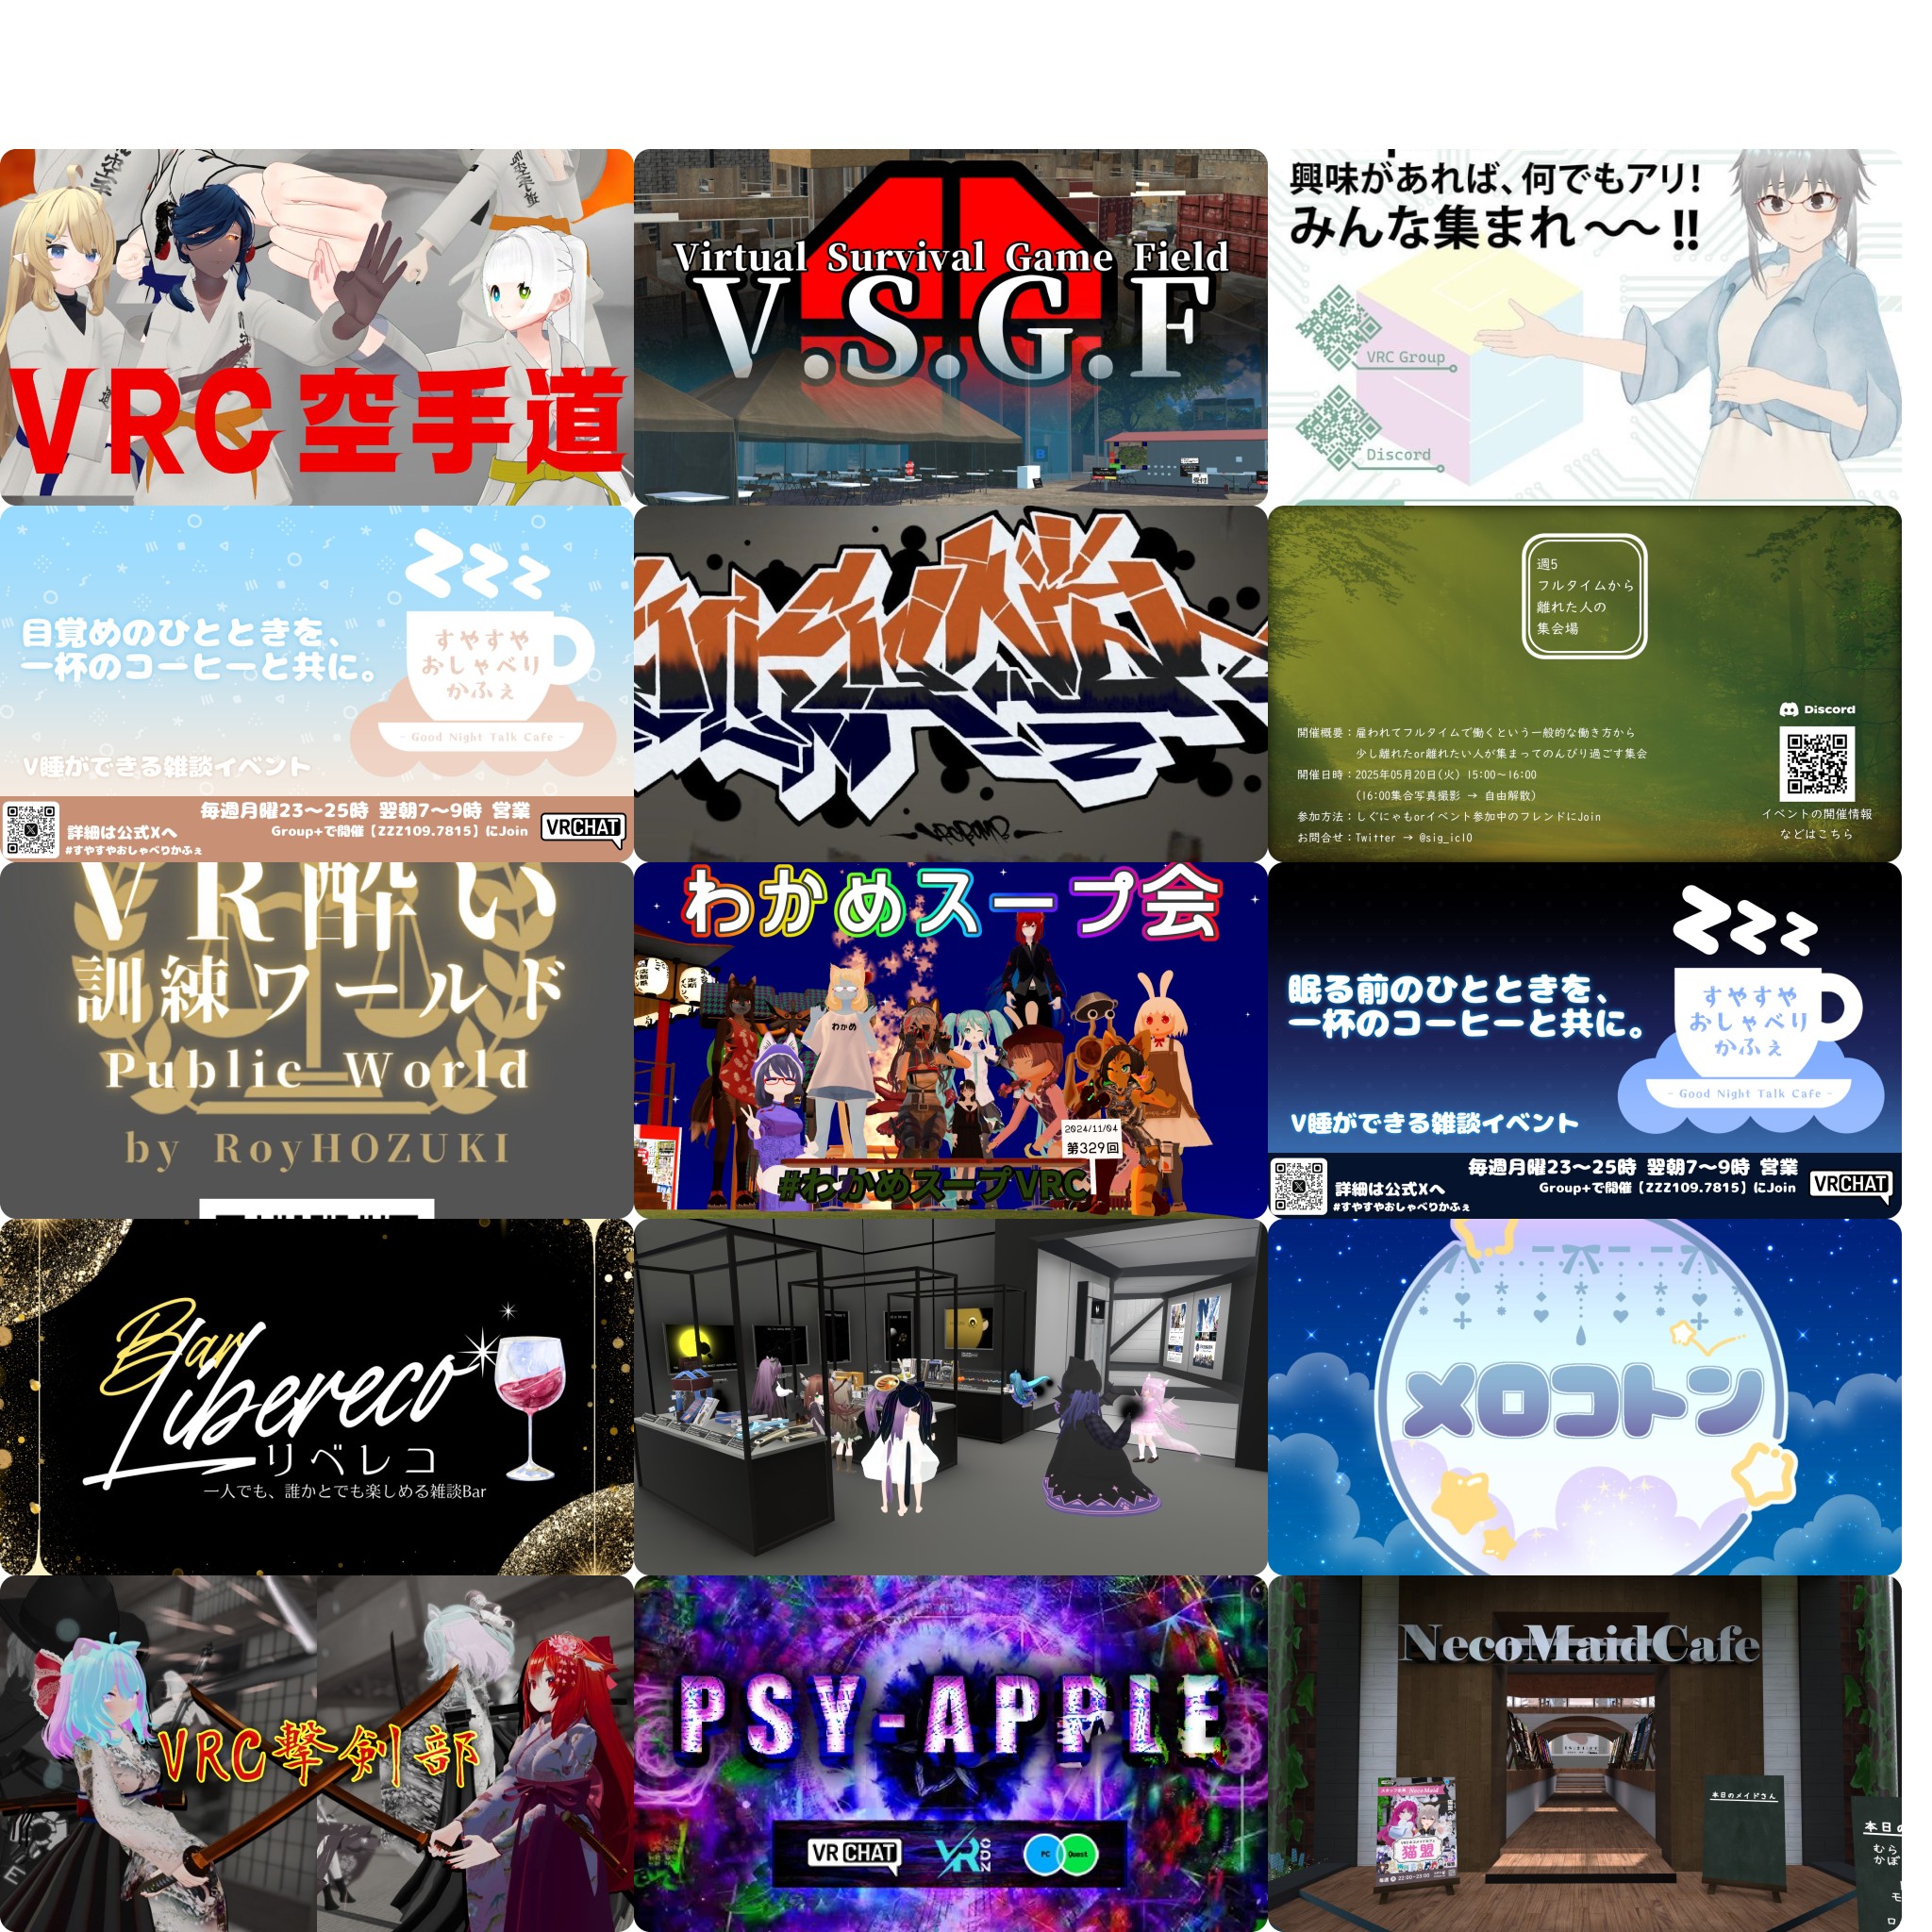 VRC空手道
Virtual Survival Game Field
V.S.G.F
B
受付
興味があれば、何でもアリ!
みんな集まれ〜〜!!
VRC Group
Discord
zzz
目覚めのひとときを、
一杯のコーヒーと共に。
すやすや
おしゃべり
かふぇ
- Good Night Talk Cafe -
V睡ができる雑談イベント
毎週月曜23〜25時 翌朝7〜9時 営業
詳細は公式Xへ
Group+で開催【ZZZ109.7815】にJoin
#すやすやおしゃべりかふぇ
VRCHAT
週5
フルタイムから
離れた人の
集会場
Discord
開催概要：雇われてフルタイムで働くという一般的な働き方から
少し離れたor離れたい人が集まってのんびり過ごす集会
開催日時：2025年05月20日(火) 15:00~16:00
(16:00集合写真撮影 → 自由解散)
参加方法：しぐにゃもorイベント参加中のフレンドにJoin
お問合せ：Twitter → @sig_icl0
イベントの開催情報
などはこちら
VR酔い
訓練ワールド
Public World
by RoyHOZUKI
わかめスープ会
わかめ
2024/11/04
第329回
#わかめスープVRC
zzz
眠る前のひとときを、
一杯のコーヒーと共に。
すやすや
おしゃべり
かふぇ
- Good Night Talk Cafe -
V睡ができる雑談イベント
毎週月曜23〜25時 翌朝7〜9時 営業
詳細は公式Xへ
Group+で開催【ZZZ109.7815】にJoin
#すやすやおしゃべりかふぇ
VRCHAT
Bar
Libereco
リベレコ
一人でも、誰かとでも楽しめる雑談Bar
メロコトン
VRC撃剣部
PSY-APPLE
VRCHAT
PC
Quest
NecoMaidCafe
猫盟
本日のメイドさん